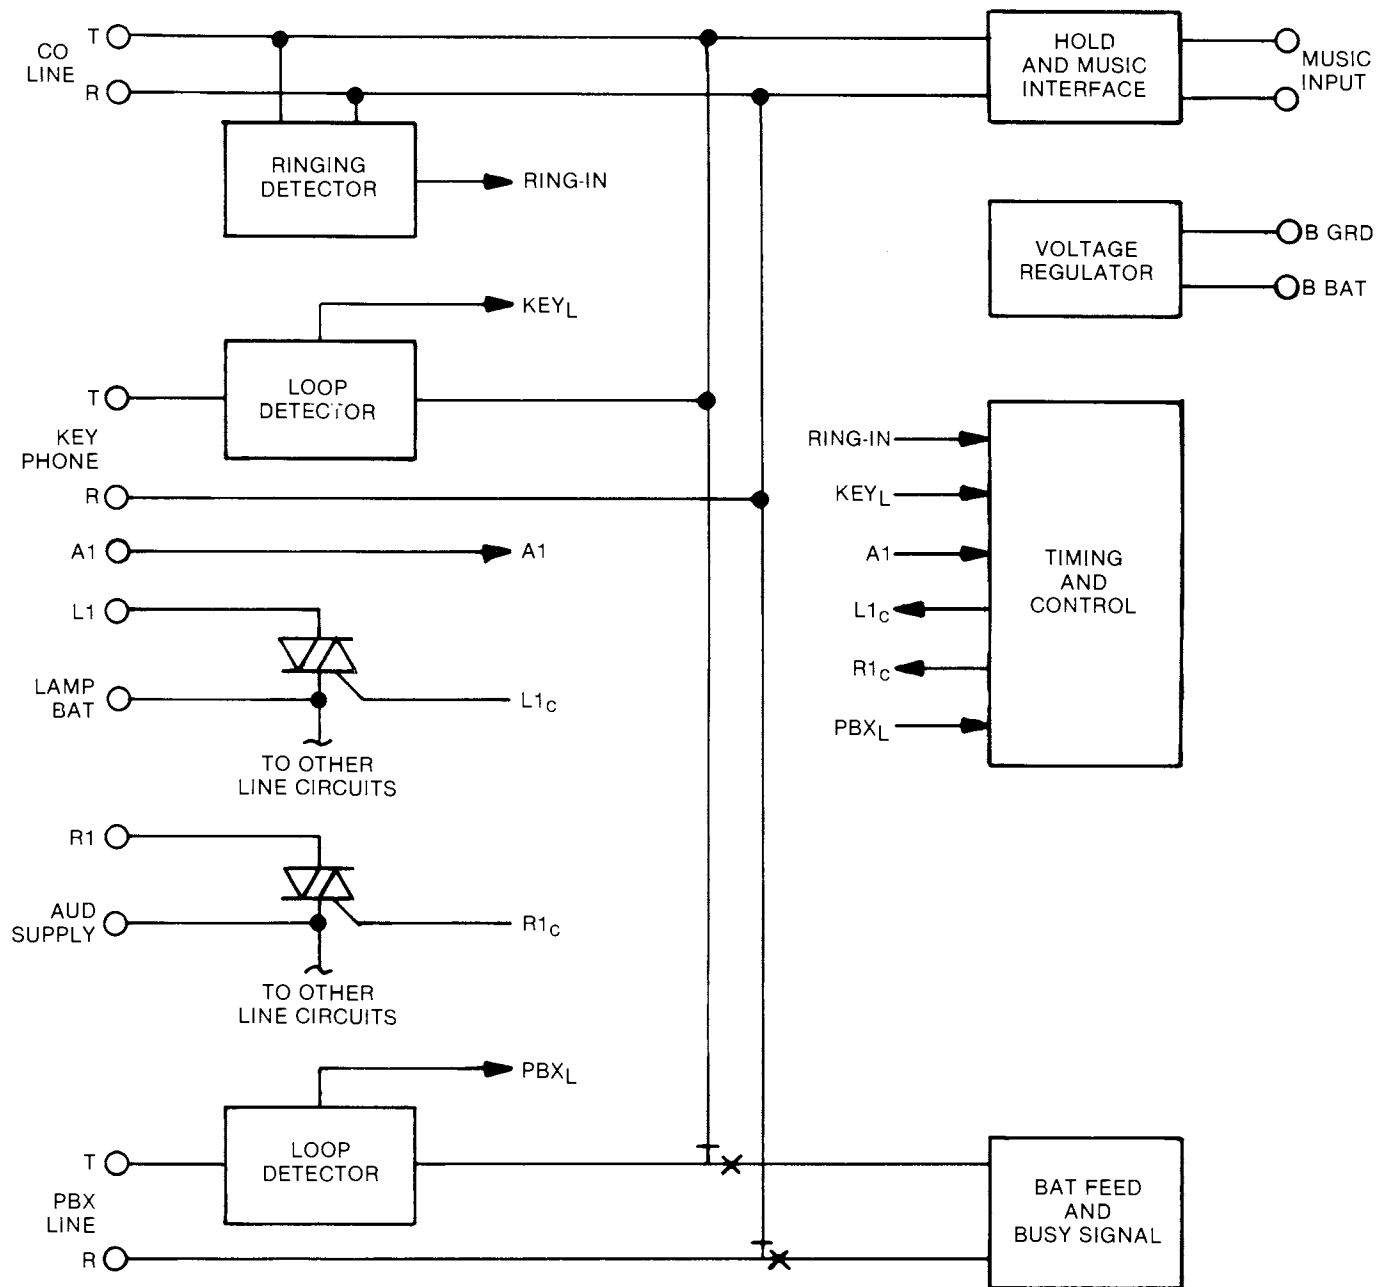 T
CO
LINE
R
RINGING
DETECTOR
RING-IN
HOLD
AND MUSIC
INTERFACE
MUSIC
INPUT
VOLTAGE
REGULATOR
B GRD
B BAT
KEYL
T
LOOP
DETECTOR
KEY
PHONE
R
A1
A1
L1
LAMP
BAT
L1C
TO OTHER
LINE CIRCUITS
R1
AUD
SUPPLY
R1C
TO OTHER
LINE CIRCUITS
RING-IN
KEYL
A1
L1C
R1C
PBXL
TIMING
AND
CONTROL
PBXL
T
LOOP
DETECTOR
PBX
LINE
R
BAT FEED
AND
BUSY SIGNAL